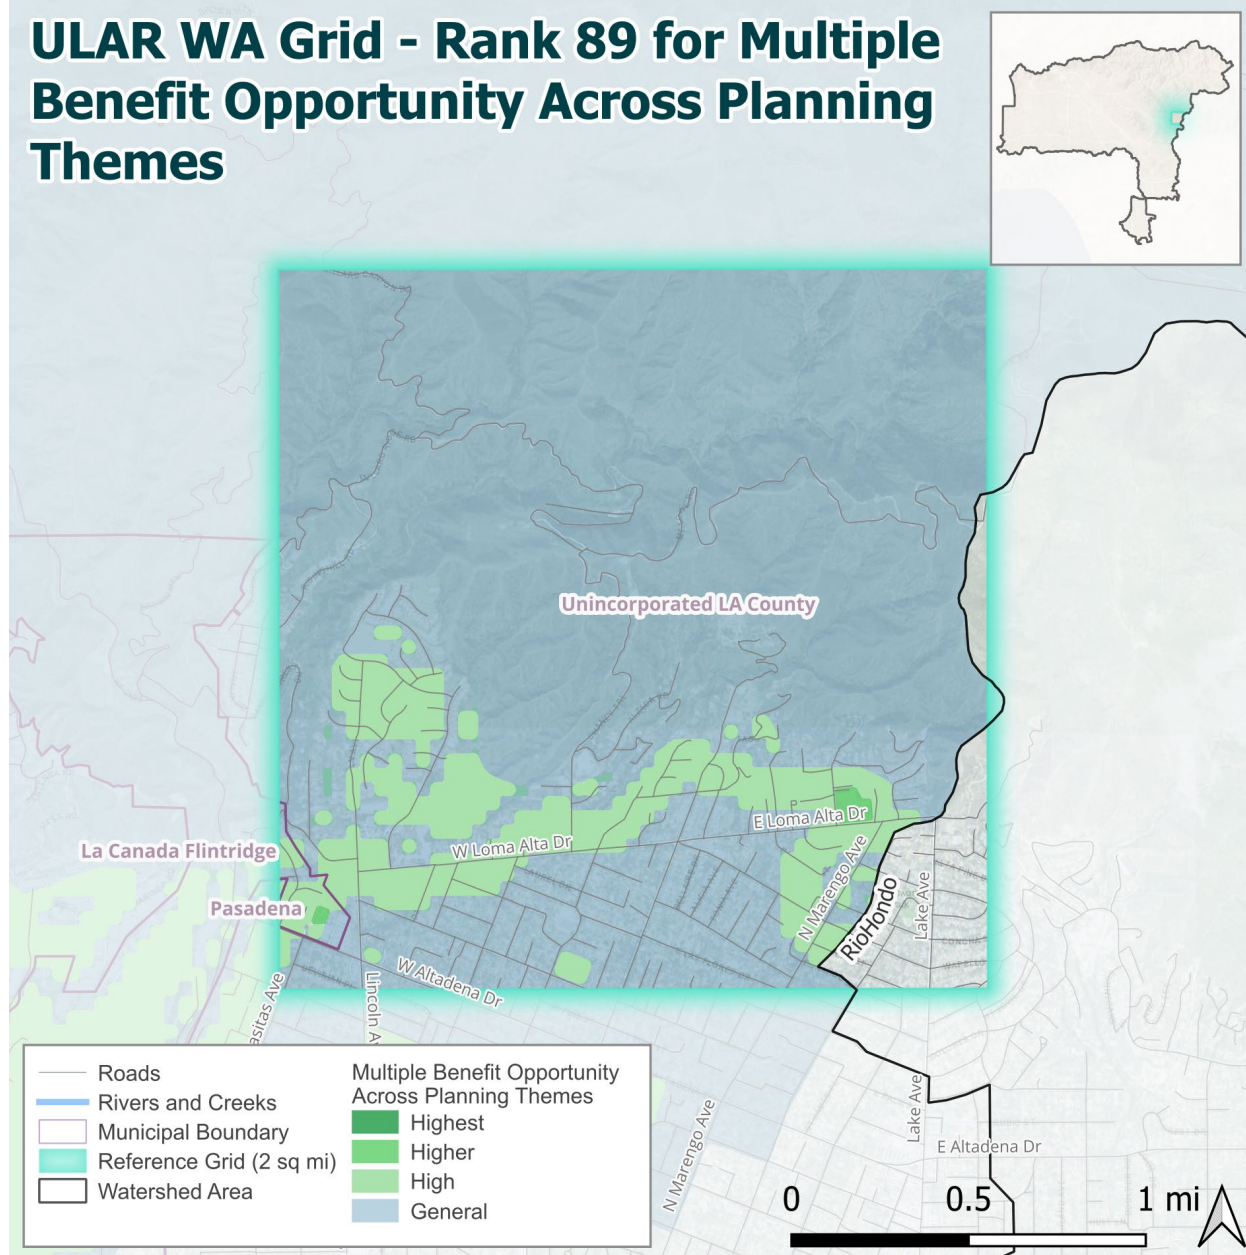 ULAR WA Grid - Rank 89 for Multiple
Benefit Opportunity Across Planning
Themes
Unincorporated LA County
E Loma Alta Dr
W Loma Alta Dr
La Canada Flintridge
Pasadena
N Marengo Ave
RioHondo
Lake Ave
W Altadena Dr
Lincoln A
asitas Ave
Roads
Rivers and Creeks
Municipal Boundary
Reference Grid (2 sq mi)
Watershed Area
Multiple Benefit Opportunity
Across Planning Themes
Highest
Higher
High
General
N Marengo Ave
Lake Ave
E Altadena Dr
0 0.5 1 mi